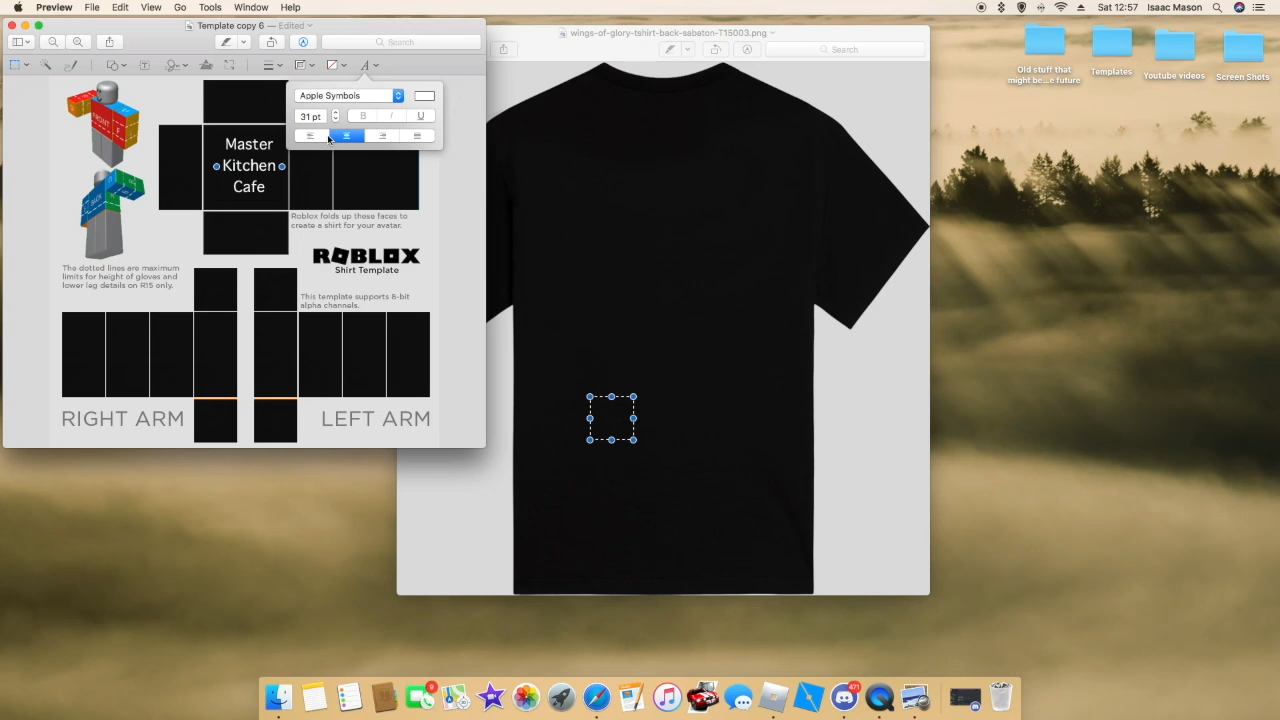 Preview File Edit View Go Tools Window Help
Sat 12:57 Isaac Mason
Template copy 6 — Edited
Search
Apple Symbols
31 pt
B I U
FRONT
BACK
Master
Kitchen
Cafe
Roblox folds up these faces to
create a shirt for your avatar.
ROBLOX
Shirt Template
The dotted lines are maximum
limits for height of gloves and
lower leg details on R15 only.
This template supports 8-bit
alpha channels.
RIGHT ARM
LEFT ARM
wings-of-glory-tshirt-back-sabaton-T15003.png
Search
Old stuff that
might be...e future
Templates
Youtube videos
Screen Shots
9
471